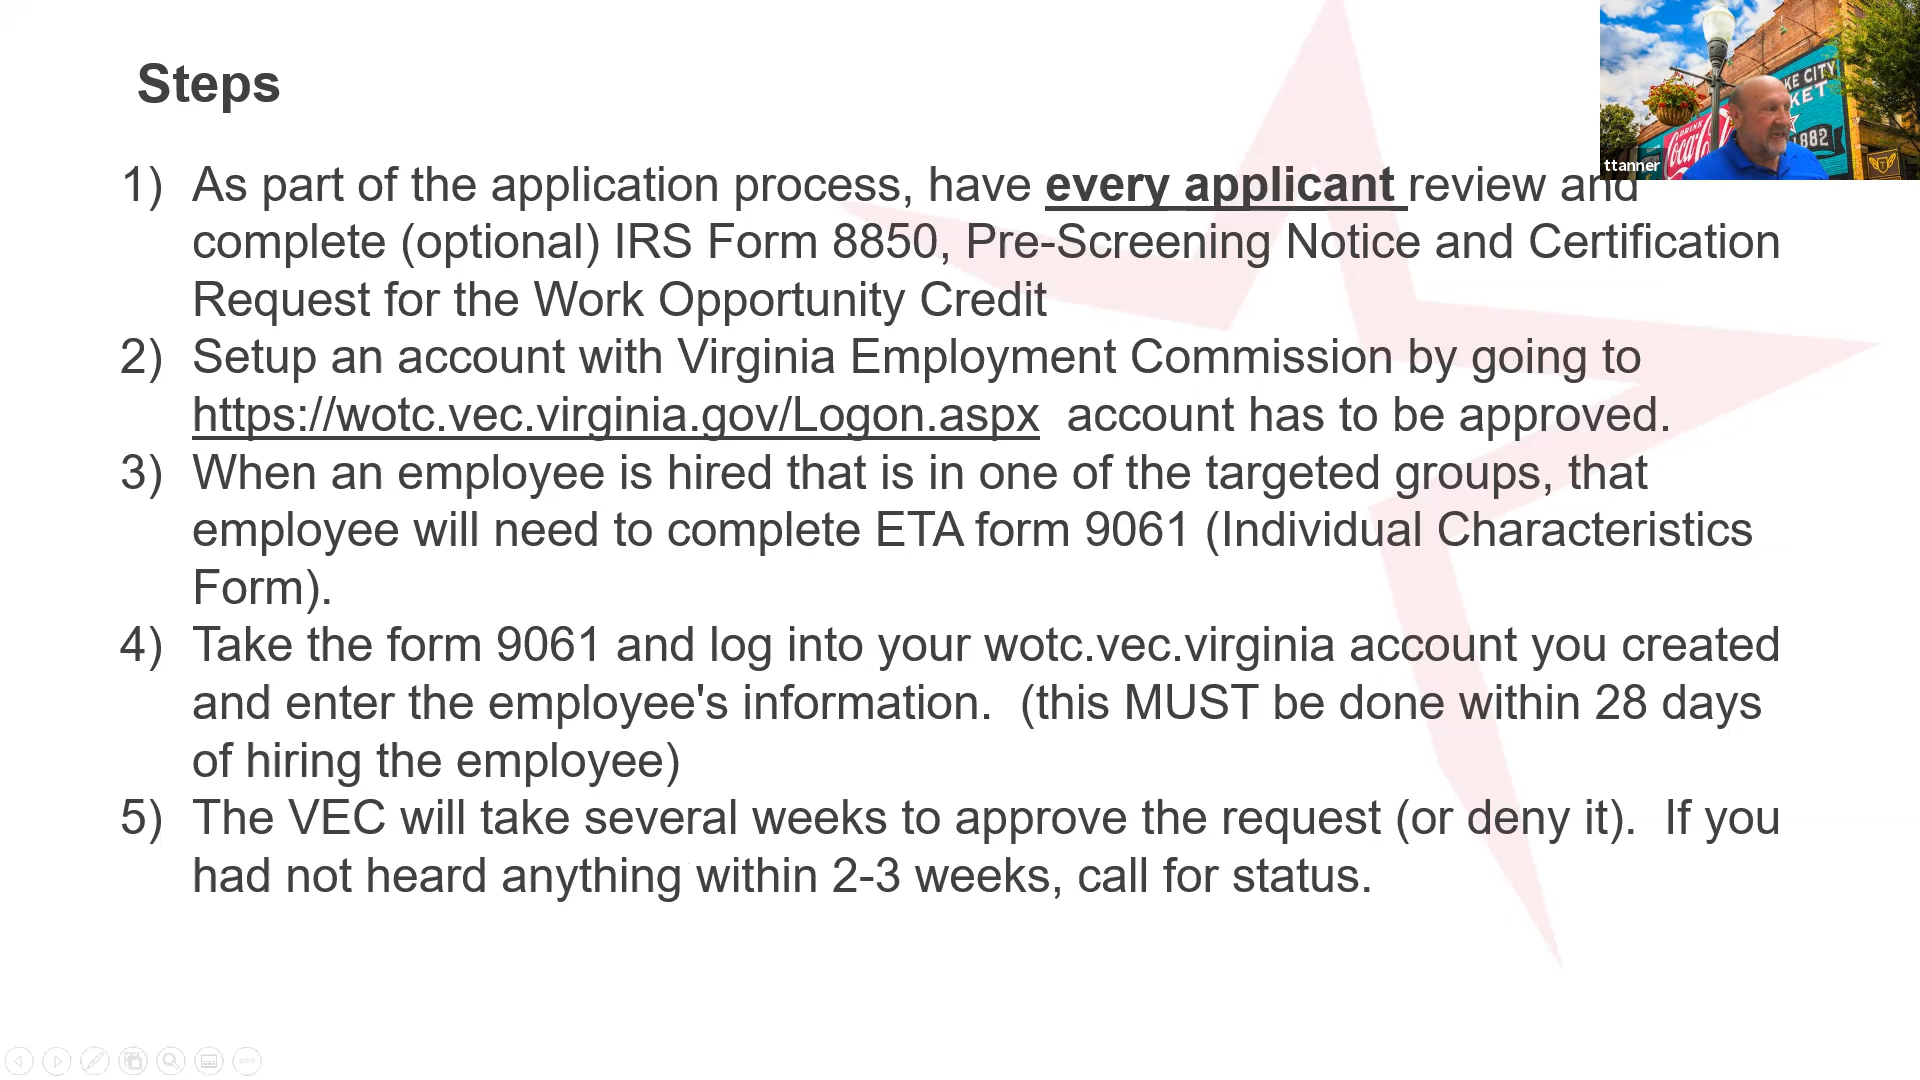 Steps
1) As part of the application process, have every applicant review and
complete (optional) IRS Form 8850, Pre-Screening Notice and Certification
Request for the Work Opportunity Credit
2) Setup an account with Virginia Employment Commission by going to
https://wotc.vec.virginia.gov/Logon.aspx  account has to be approved.
3) When an employee is hired that is in one of the targeted groups, that
employee will need to complete ETA form 9061 (Individual Characteristics
Form).
4) Take the form 9061 and log into your wotc.vec.virginia account you created
and enter the employee's information.  (this MUST be done within 28 days
of hiring the employee)
5) The VEC will take several weeks to approve the request (or deny it).  If you
had not heard anything within 2-3 weeks, call for status.
KE CITY
KET
1882
DRINK
Coca
ttanner